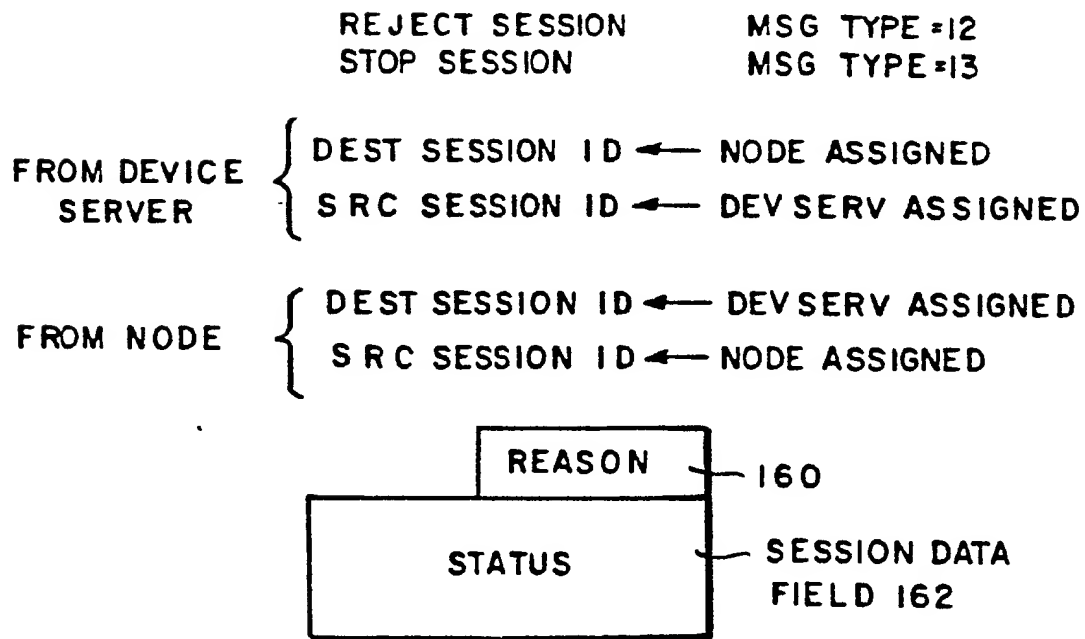 REJECT SESSION MSG TYPE=12
STOP SESSION MSG TYPE=13
FROM DEVICE SERVER
DEST SESSION ID ← NODE ASSIGNED
SRC SESSION ID ← DEV SERV ASSIGNED
FROM NODE
DEST SESSION ID ← DEV SERV ASSIGNED
SRC SESSION ID ← NODE ASSIGNED
REASON 160
STATUS
SESSION DATA
FIELD 162